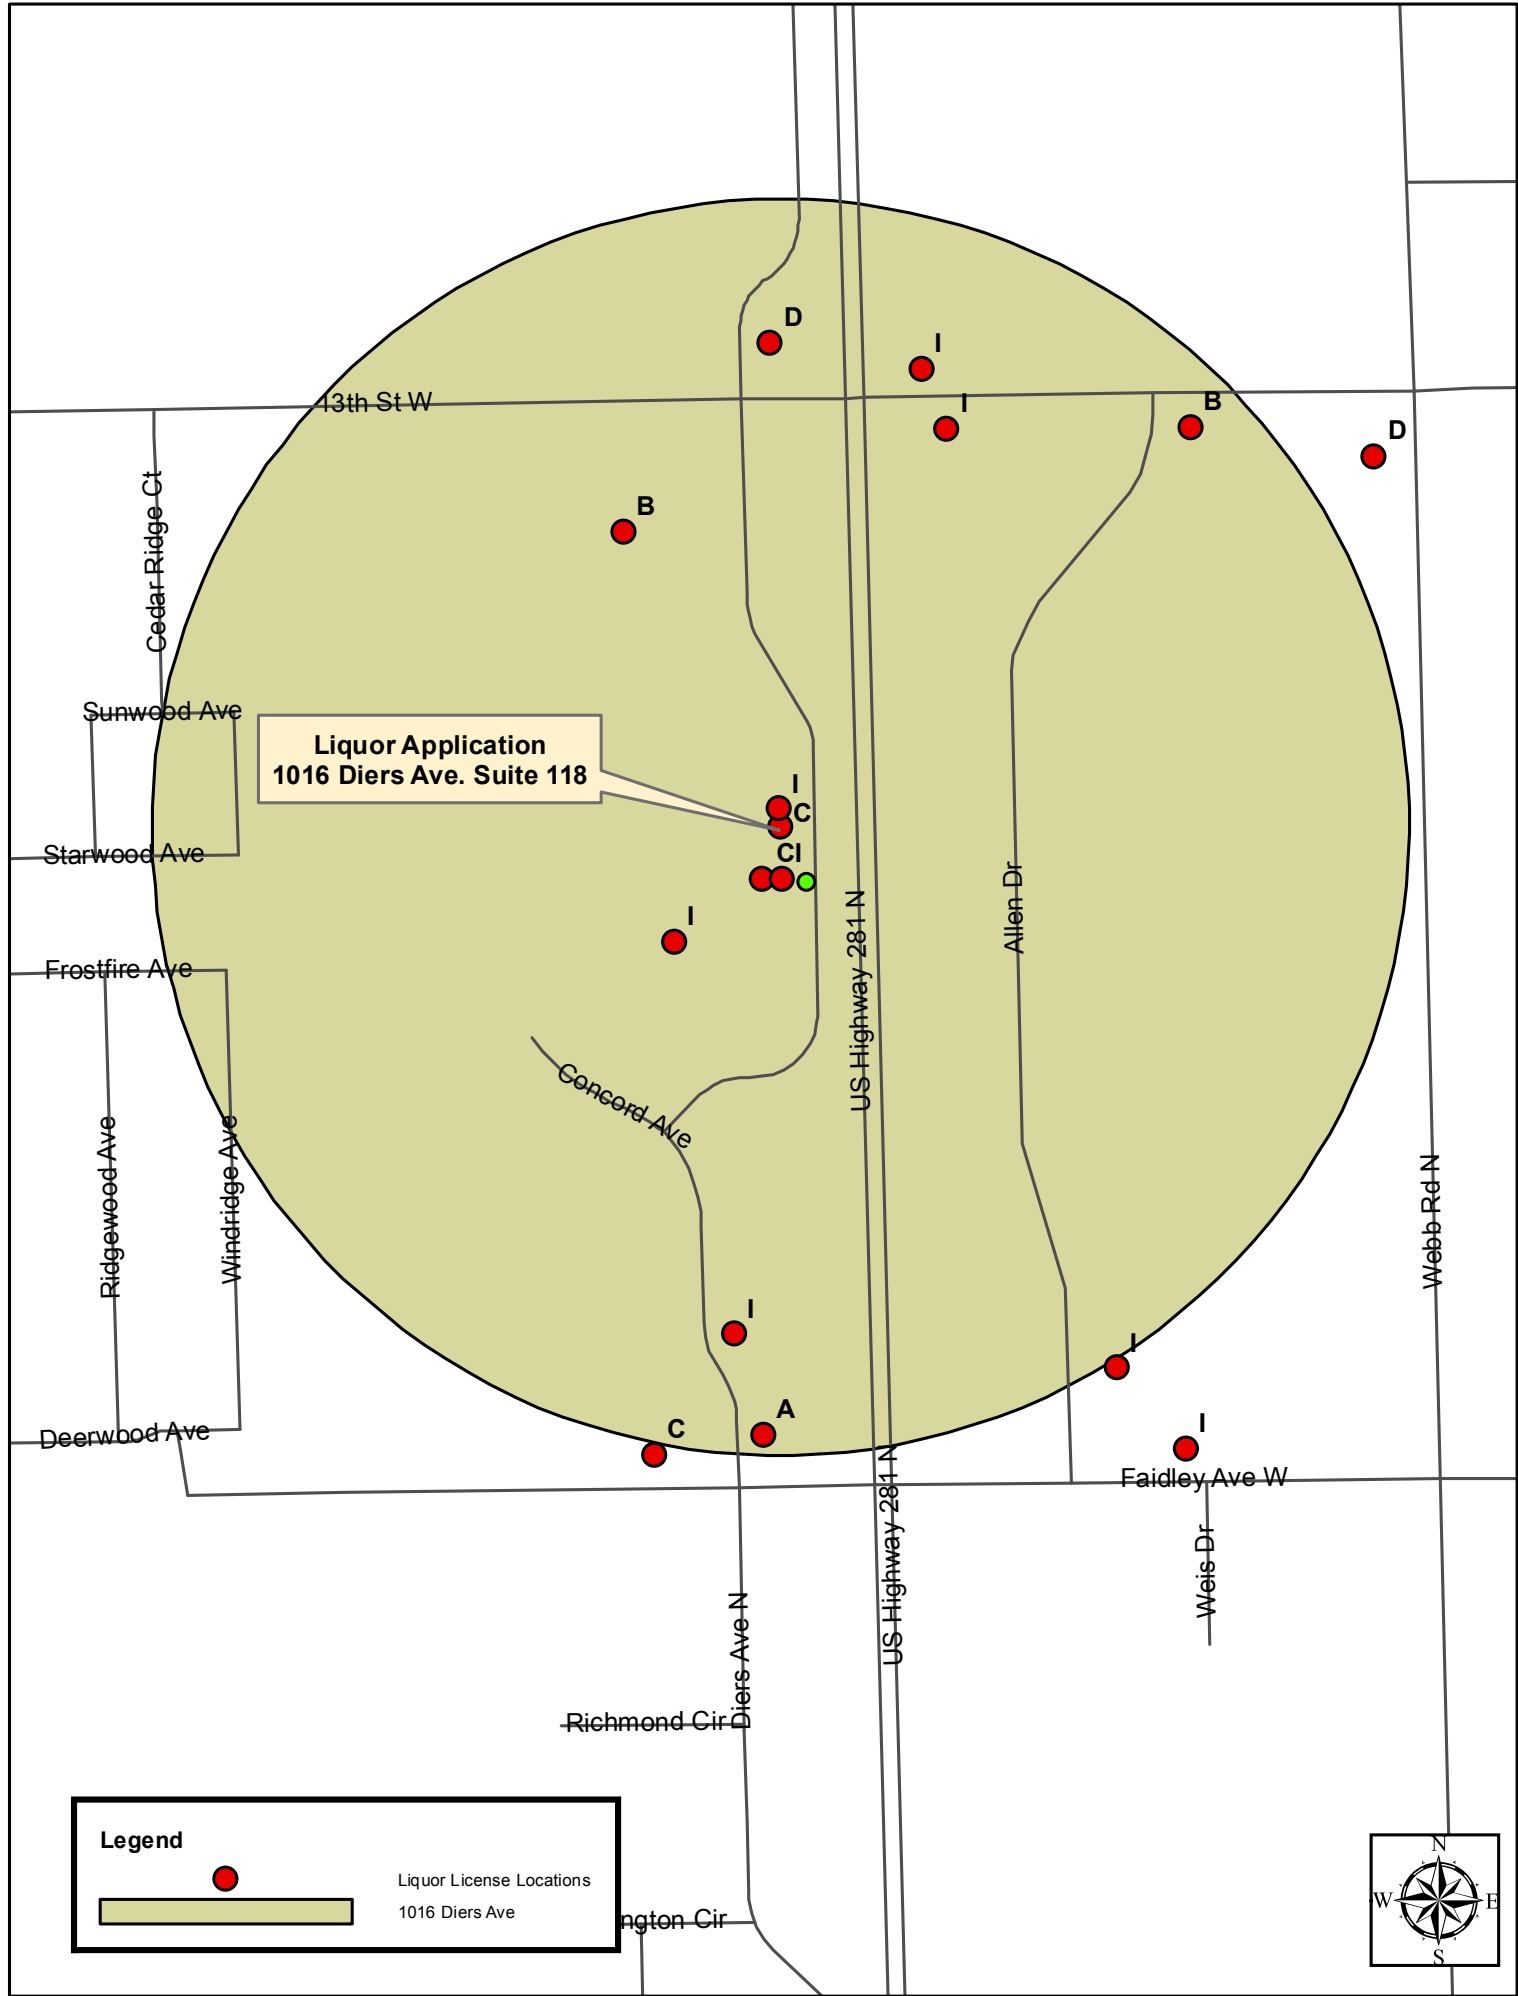 D
I
13th St W
I
B
D
B
Cedar Ridge Ct
Sunwood Ave
Liquor Application
1016 Diers Ave. Suite 118
I
C
Starwood Ave
CI
Allen Dr
US Highway 281 N
I
Frostfire Ave
Concord Ave
Ridgewood Ave
Windridge Ave
Webb Rd N
I
I
A
C
I
Deerwood Ave
Faidley Ave W
US Highway 281 N
Weis Dr
Diers Ave N
Richmond Cir
Legend
Liquor License Locations
1016 Diers Ave
ngton Cir
N
W
E
S